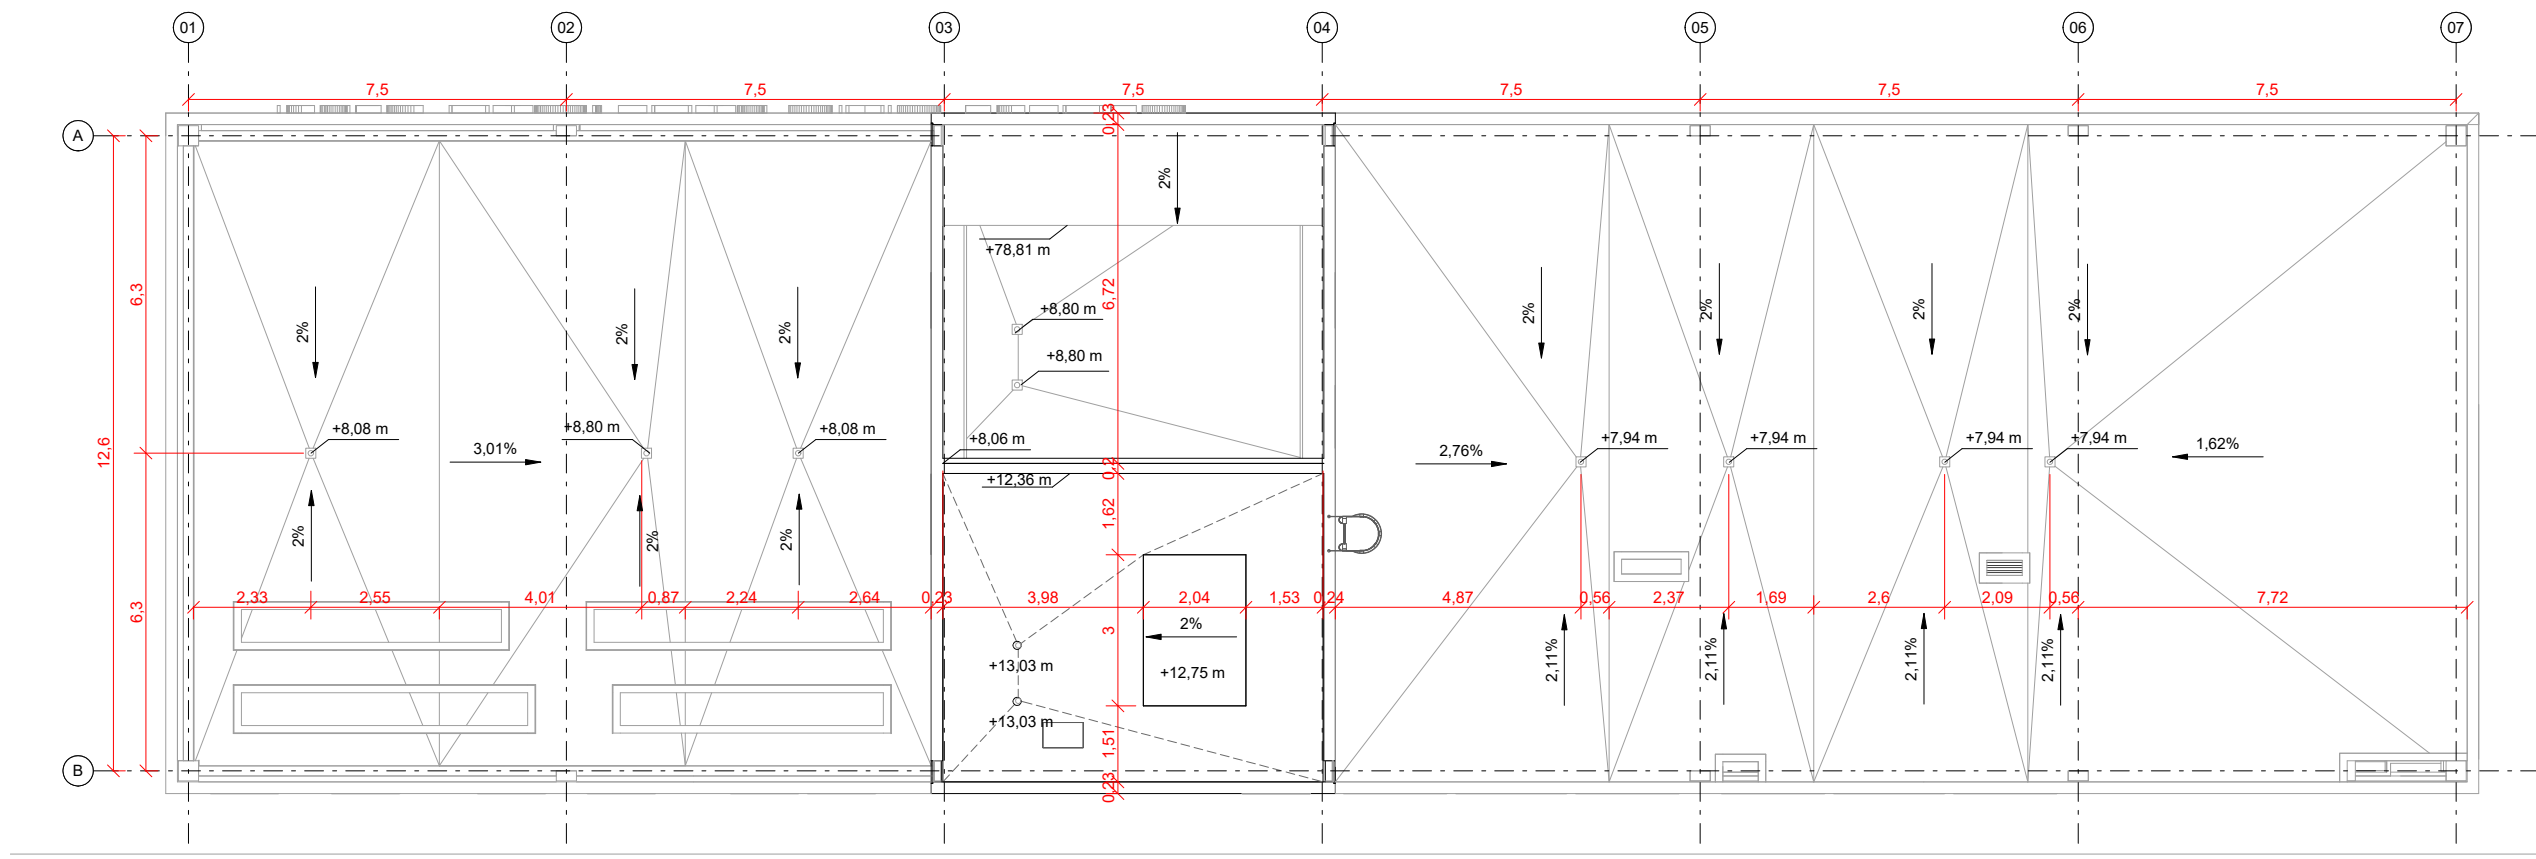 01 02 03 04 05 06 07
7,5 7,5 7,5 7,5 7,5 7,5
A
0,23
2%
+78,81 m
6,3
6,72
+8,80 m
2% 2% 2% 2% 2% 2% 2%
+8,80 m
12,6
+8,08 m +8,80 m +8,08 m +8,06 m +7,94 m +7,94 m +7,94 m +7,94 m
3,01% 2,76% 1,62%
0,2
+12,36 m
1,62
2% 2% 2%
2,33 2,55 4,01 0,87 2,24 2,64 0,23 3,98 2,04 1,53 0,24 4,87 0,56 2,37 1,69 2,6 2,09 0,56 7,72
6,3
3
2%
2,11% 2,11% 2,11% 2,11%
+13,03 m
+12,75 m
+13,03 m
1,51
B
0,23